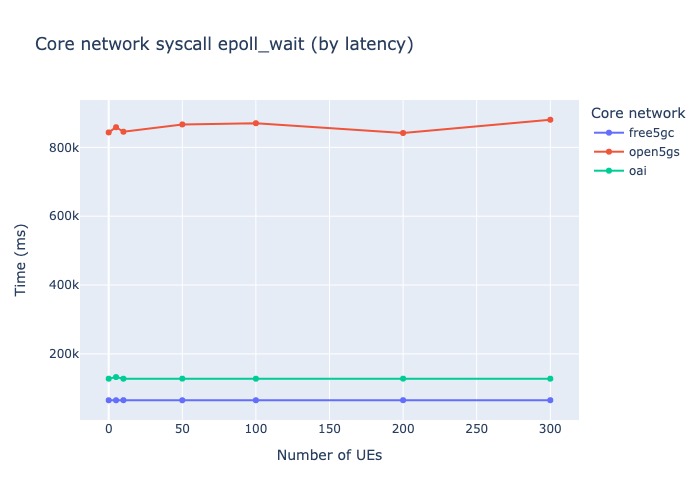 Core network syscall epoll_wait (by latency)
Core network
free5gc
open5gs
oai
Time (ms)
800k
600k
400k
200k
0 50 100 150 200 250 300
Number of UEs